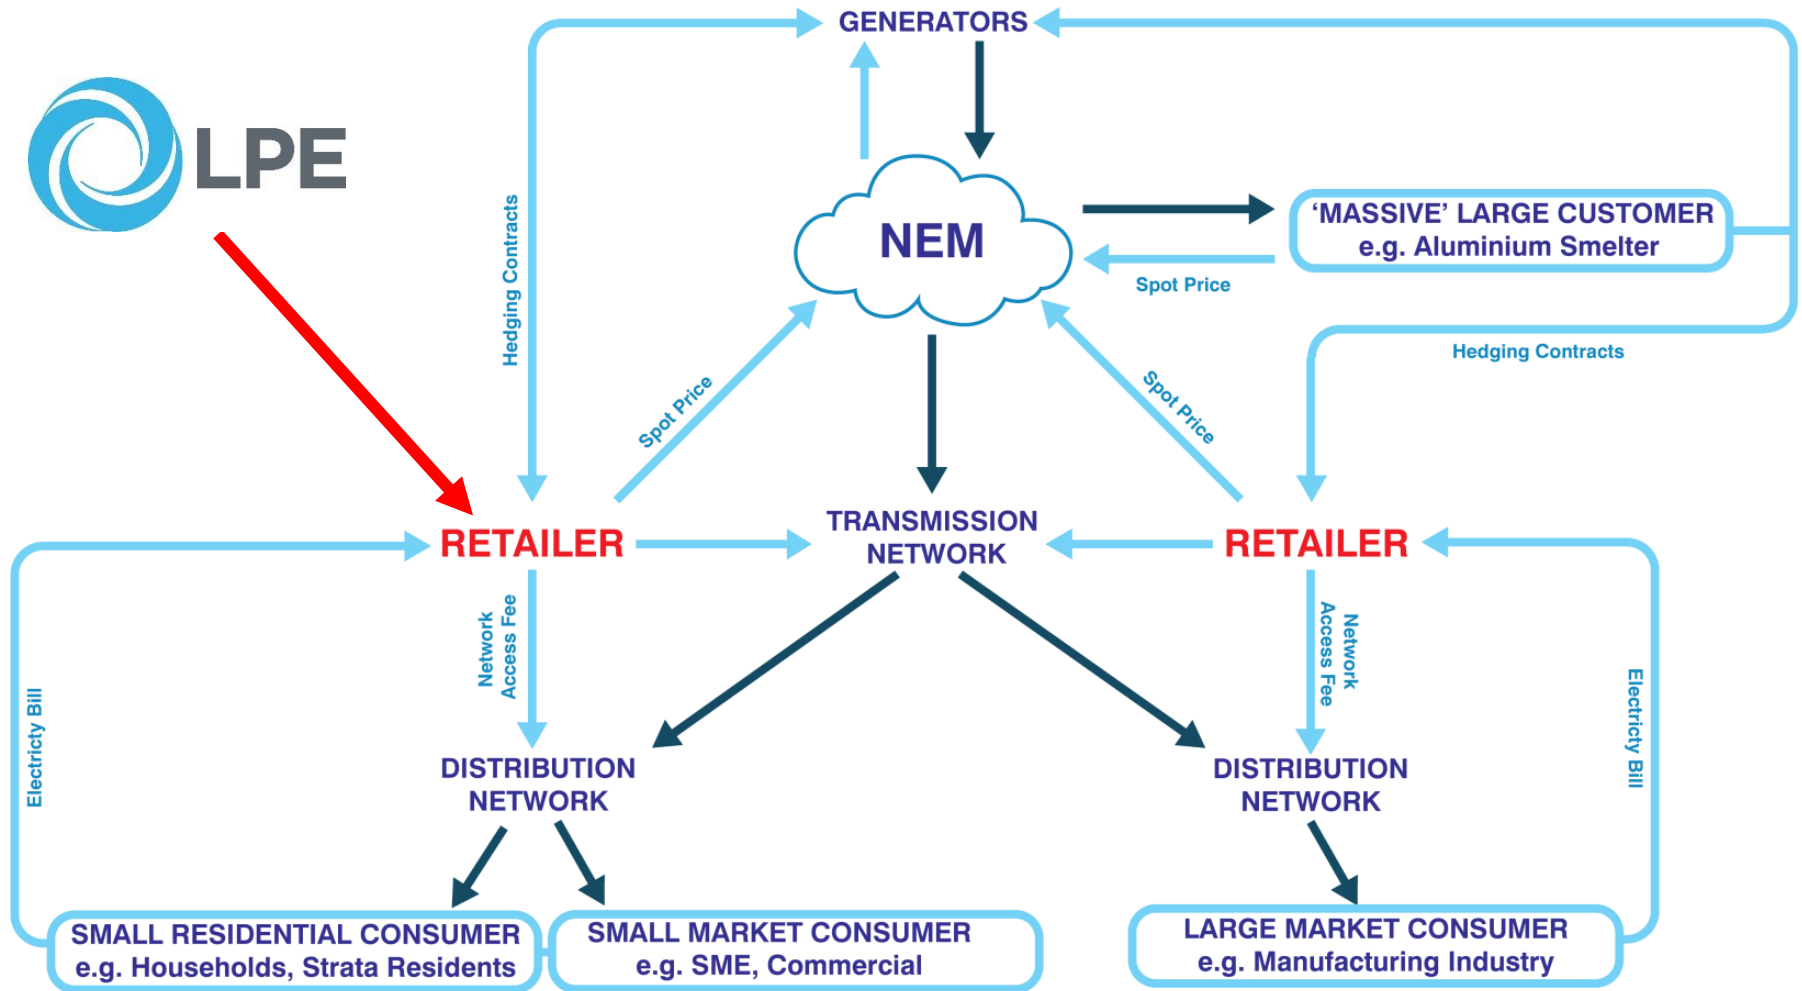 GENERATORS
LPE
NEM
'MASSIVE' LARGE CUSTOMER
e.g. Aluminium Smelter
Spot Price
Hedging Contracts
Hedging Contracts
Spot Price
Spot Price
RETAILER
TRANSMISSION
NETWORK
RETAILER
Network
Access Fee
Network
Access Fee
Electricty Bill
Electricty Bill
DISTRIBUTION
NETWORK
DISTRIBUTION
NETWORK
SMALL RESIDENTIAL CONSUMER
e.g. Households, Strata Residents
SMALL MARKET CONSUMER
e.g. SME, Commercial
LARGE MARKET CONSUMER
e.g. Manufacturing Industry